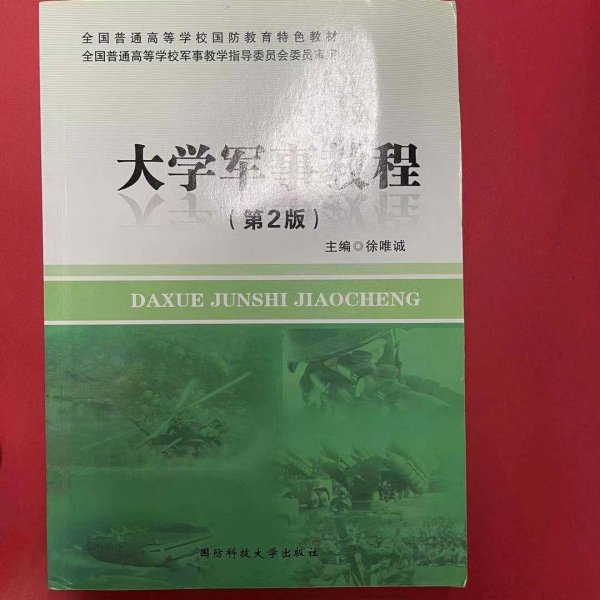 全国普通高等学校国防教育特色教材
全国普通高等学校军事教学指导委员会委员审定
大学军事教程
（第2版）
主编◎徐唯诚
DAXUE JUNSHI JIAOCHENG
国防科技大学出版社